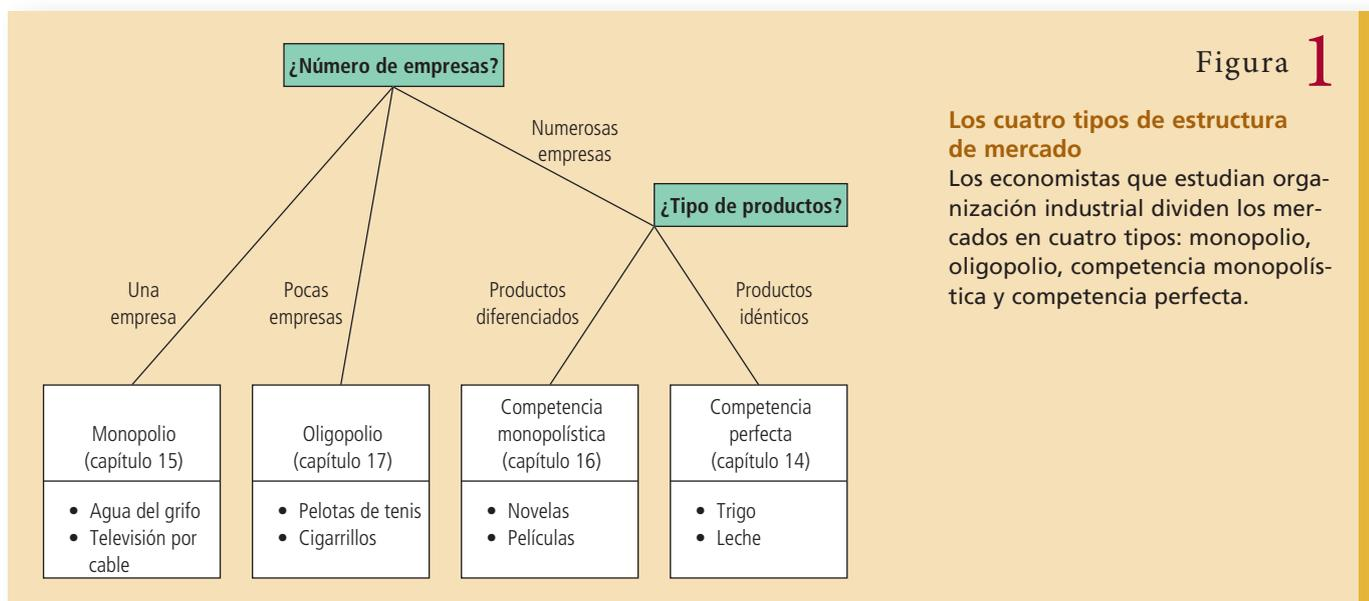 ¿Número de empresas?
Numerosas
empresas
¿Tipo de productos?
Una
empresa
Pocas
empresas
Productos
diferenciados
Productos
idénticos
Monopolio
(capítulo 15)
• Agua del grifo
• Televisión por
cable
Oligopolio
(capítulo 17)
• Pelotas de tenis
• Cigarrillos
Competencia
monopolística
(capítulo 16)
• Novelas
• Películas
Competencia
perfecta
(capítulo 14)
• Trigo
• Leche
Figura 1
Los cuatro tipos de estructura
de mercado
Los economistas que estudian orga-
nización industrial dividen los mer-
cados en cuatro tipos: monopolio,
oligopolio, competencia monopolís-
tica y competencia perfecta.